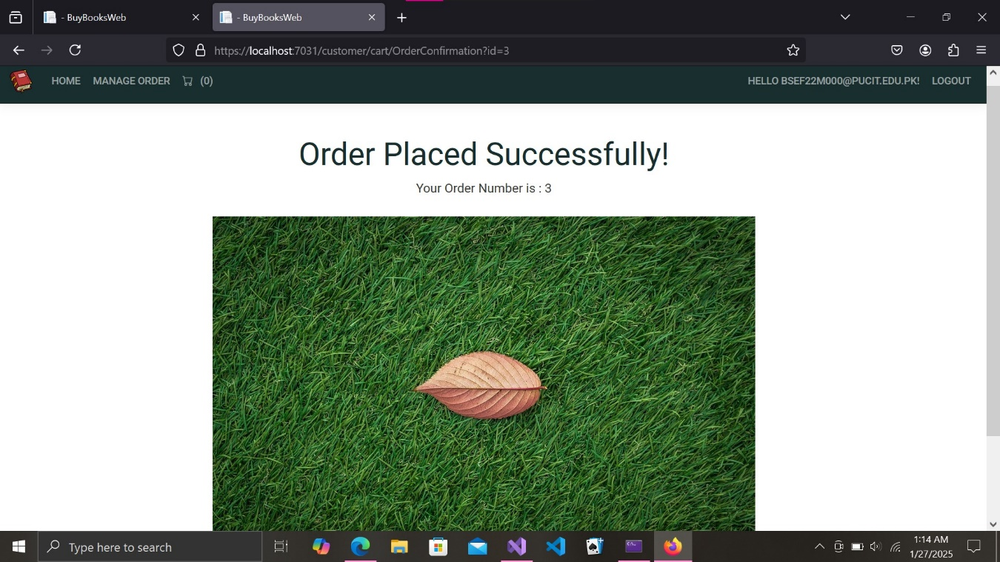 - BuyBooksWeb
- BuyBooksWeb
https://localhost:7031/customer/cart/OrderConfirmation?id=3
HOME MANAGE ORDER (0) HELLO BSEF22M000@PUCIT.EDU.PK! LOGOUT
Order Placed Successfully!
Your Order Number is : 3
Type here to search
1:14 AM
1/27/2025